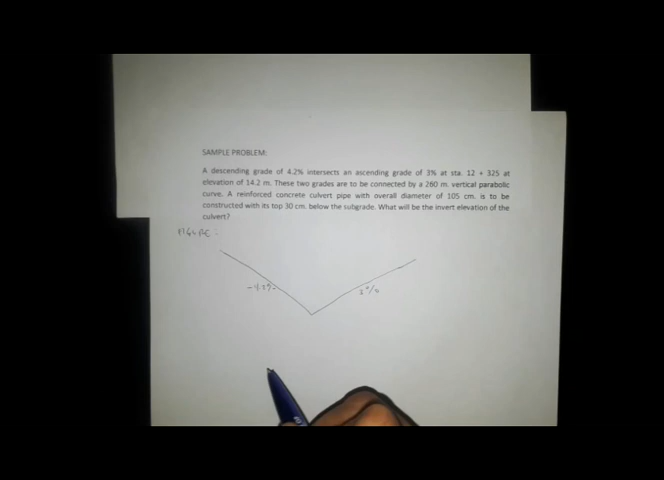 SAMPLE PROBLEM:
A descending grade of 4.2% intersects an ascending grade of 3% at sta. 12 + 325 at
elevation of 14.2 m. These two grades are to be connected by a 260 m. vertical parabolic
curve. A reinforced concrete culvert pipe with overall diameter of 105 cm. is to be
constructed with its top 30 cm. below the subgrade. What will be the invert elevation of the
culvert?
FIGURE :